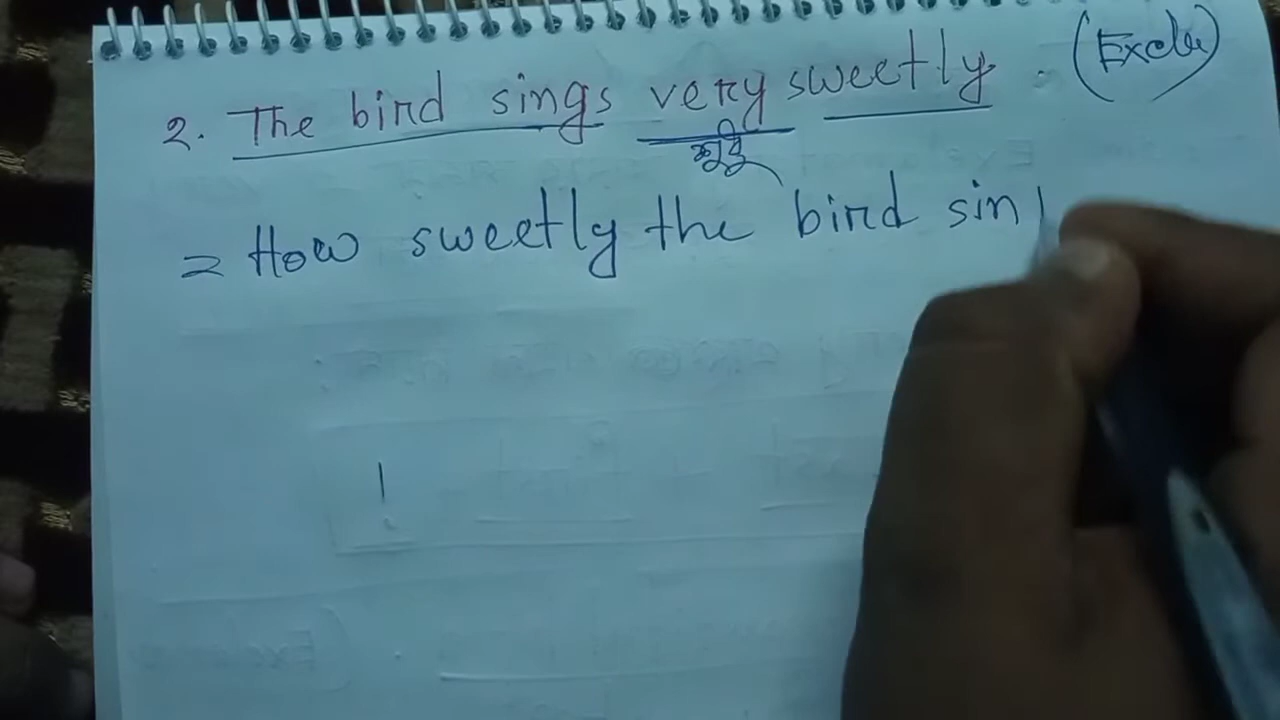 2. The bird sings very sweetly. (Excla)
= How sweetly the bird sin